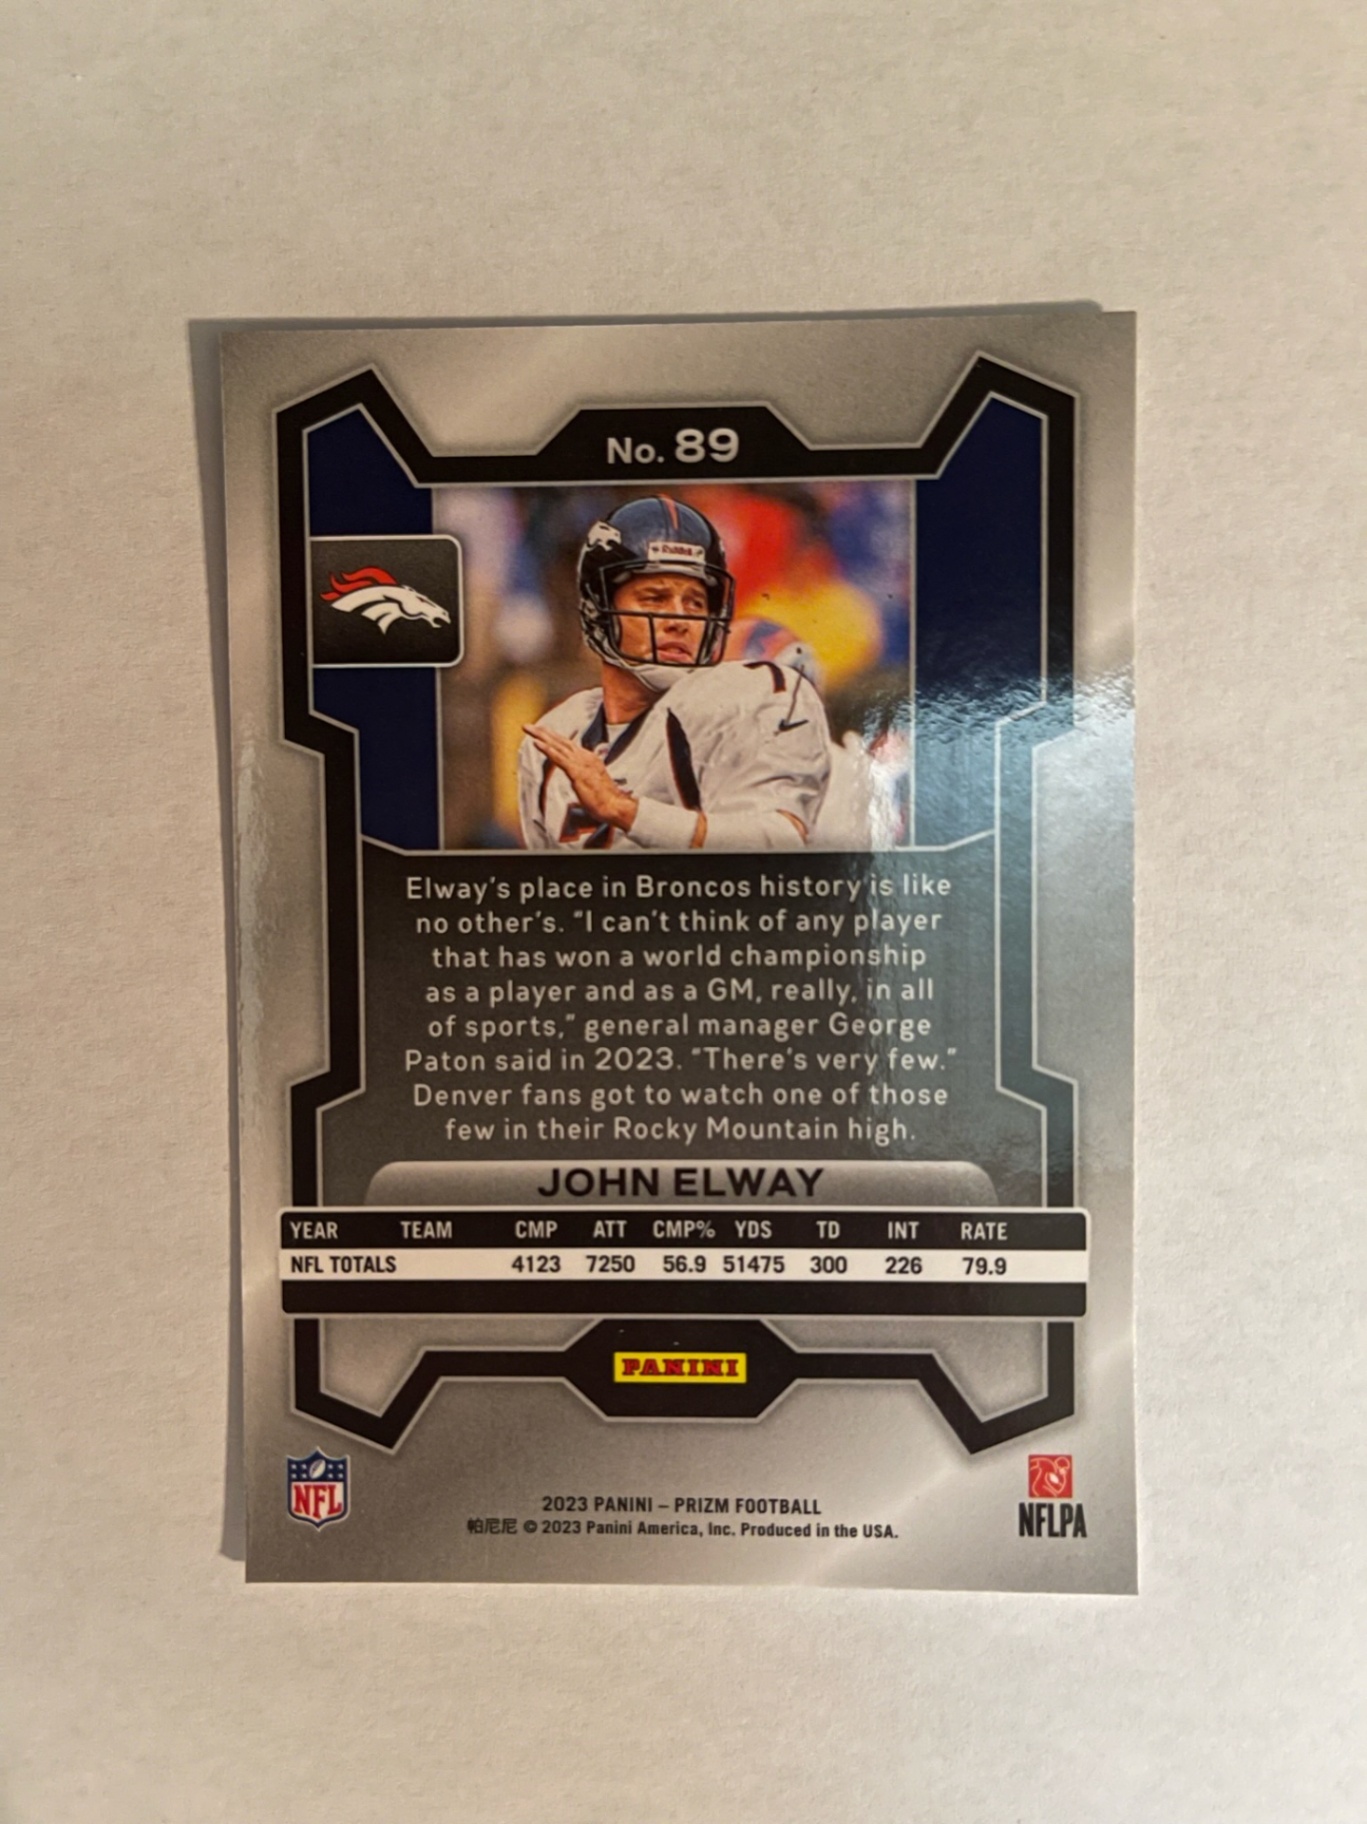 No. 89
Riddell
7
Elway's place in Broncos history is like
no other's. "I can't think of any player
that has won a world championship
as a player and as a GM, really, in all
of sports," general manager George
Paton said in 2023. "There's very few."
Denver fans got to watch one of those
few in their Rocky Mountain high.
JOHN ELWAY
YEAR TEAM CMP ATT CMP% YDS TD INT RATE
NFL TOTALS 4123 7250 56.9 51475 300 226 79.9
PANINI
NFL
2023 PANINI – PRIZM FOOTBALL
帕尼尼 © 2023 Panini America, Inc. Produced in the USA.
NFLPA